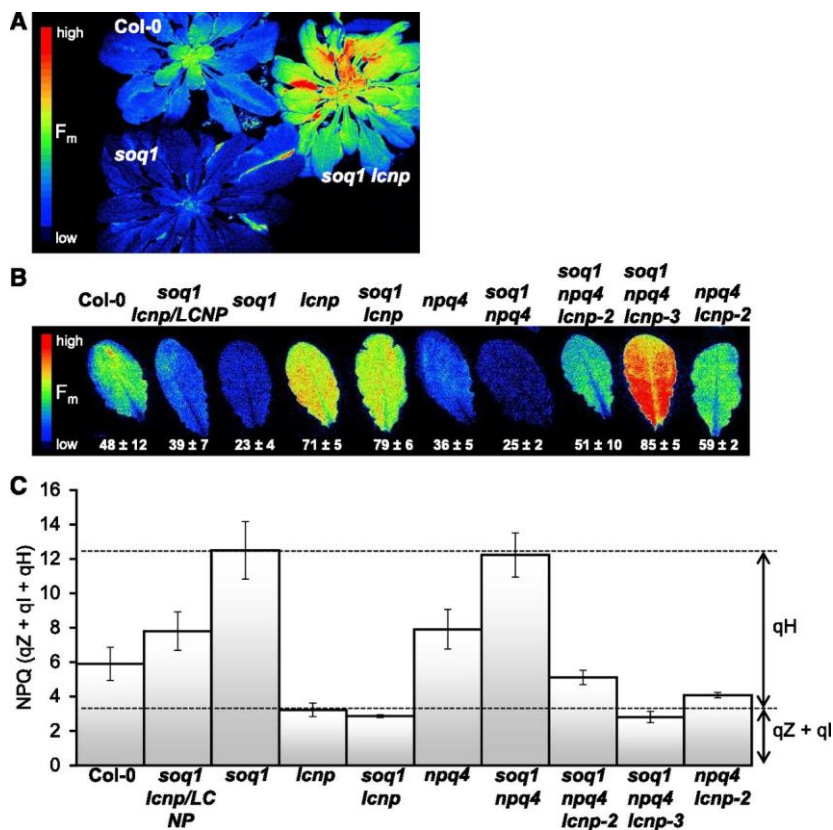 A
high
Col-0
Fm
soq1
soq1 lcnp
low
B
Col-0 soq1 lcnp/LCNP soq1 lcnp soq1 lcnp npq4 soq1 npq4 soq1 npq4 lcnp-2 soq1 npq4 lcnp-3 npq4 lcnp-2
high
Fm
low
48 ± 12 39 ± 7 23 ± 4 71 ± 5 79 ± 6 36 ± 5 25 ± 2 51 ± 10 85 ± 5 59 ± 2
C
NPQ (qZ + qI + qH)
16
14
12
10
8
6
4
2
0
qH
qZ + qI
Col-0 soq1 lcnp/LC NP soq1 lcnp soq1 lcnp npq4 soq1 npq4 soq1 npq4 lcnp-2 soq1 npq4 lcnp-3 npq4 lcnp-2